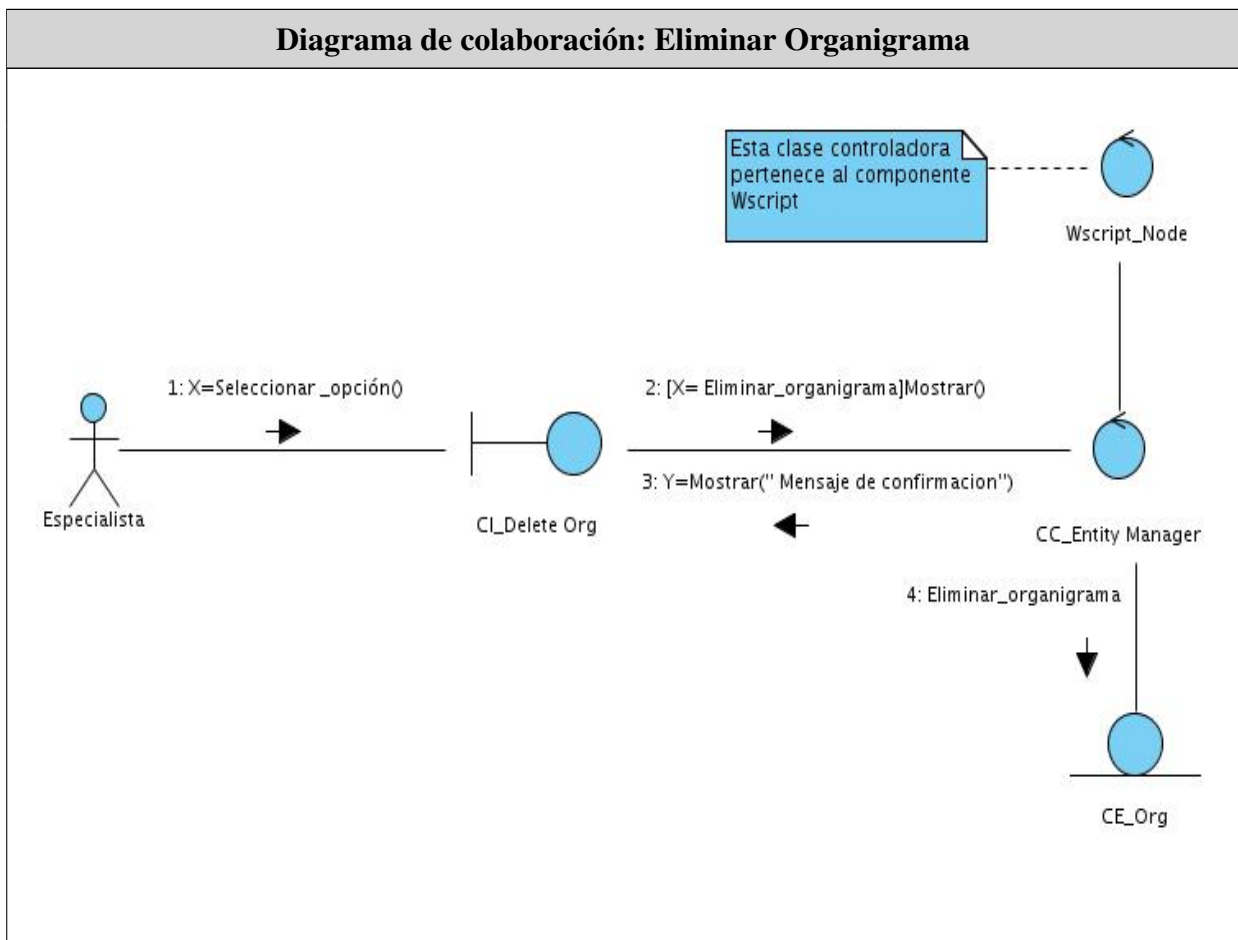 Diagrama de colaboración: Eliminar Organigrama
Esta clase controladora
pertenece al componente
Wscript
Wscript_Node
1: X=Seleccionar _opción()
2: [X= Eliminar_organigrama]Mostrar()
3: Y=Mostrar(" Mensaje de confirmacion")
Especialista
CI_Delete Org
CC_Entity Manager
4: Eliminar_organigrama
CE_Org